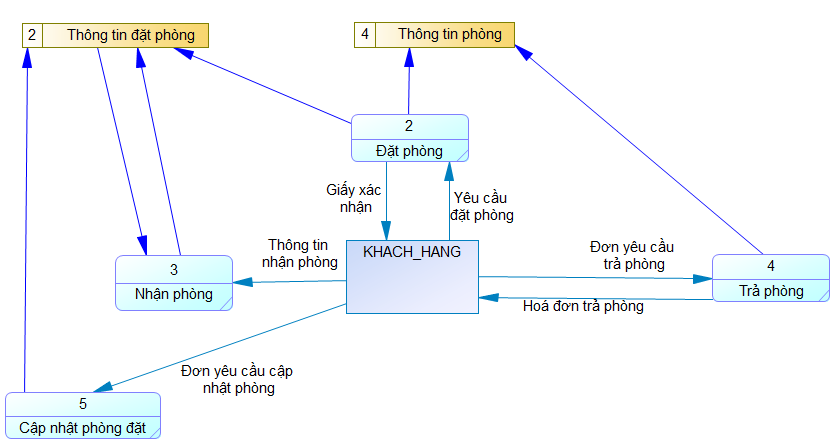 2 Thông tin đặt phòng
4 Thông tin phòng
2
Đặt phòng
Giấy xác
nhận
Yêu cầu
đặt phòng
KHACH_HANG
Thông tin
nhận phòng
Đơn yêu cầu
trả phòng
3
Nhận phòng
4
Trả phòng
Hoá đơn trả phòng
Đơn yêu cầu cập
nhật phòng
5
Cập nhật phòng đặt